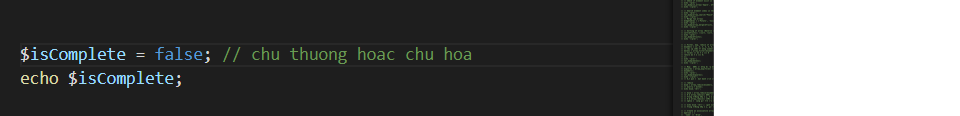 $isComplete = false; // chu thuong hoac chu hoa
echo $isComplete;